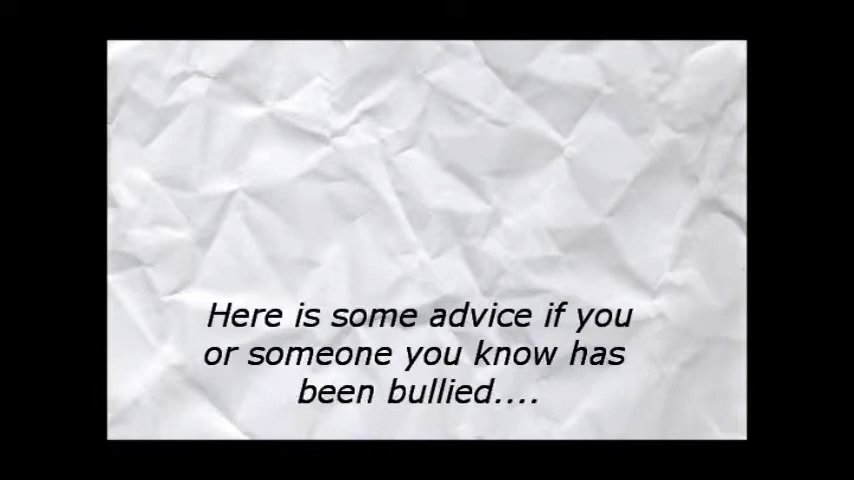 Here is some advice if you
or someone you know has
been bullied....